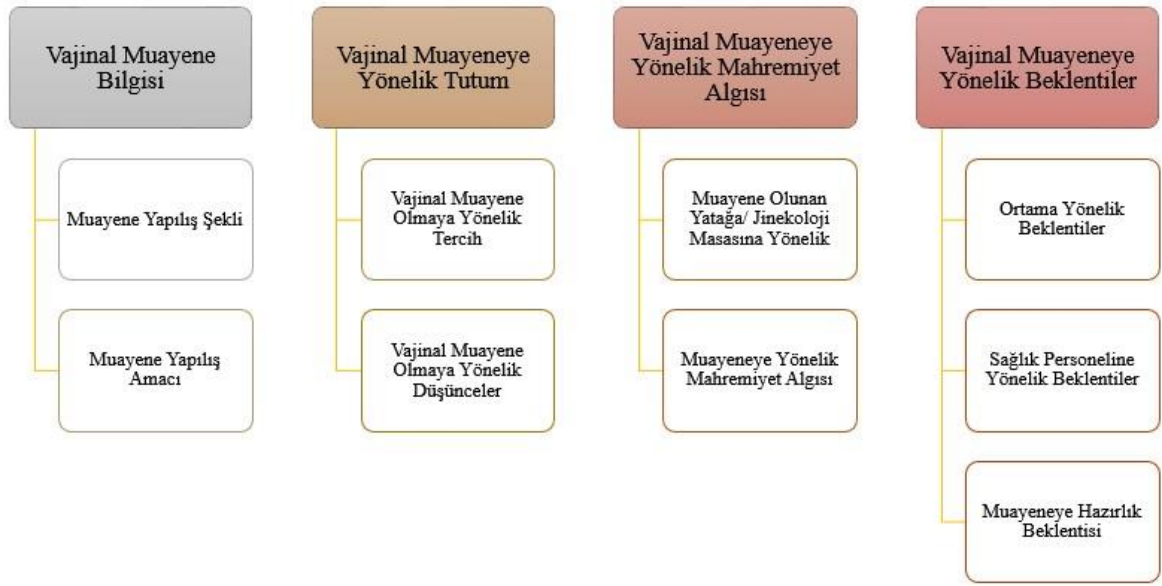 Vajinal Muayene
Bilgisi
Muayene Yapılış Şekli
Muayene Yapılış
Amacı
Vajinal Muayeneye
Yönelik Tutum
Vajinal Muayene
Olmaya Yönelik
Tercih
Vajinal Muayene
Olmaya Yönelik
Düşünceler
Vajinal Muayeneye
Yönelik Mahremiyet
Algısı
Muayene Olunan
Yatağa/ Jinekoloji
Masasına Yönelik
Muayeneye Yönelik
Mahremiyet Algısı
Vajinal Muayeneye
Yönelik Beklentiler
Ortama Yönelik
Beklentiler
Sağlık Personeline
Yönelik Beklentiler
Muayeneye Hazırlık
Beklentisi